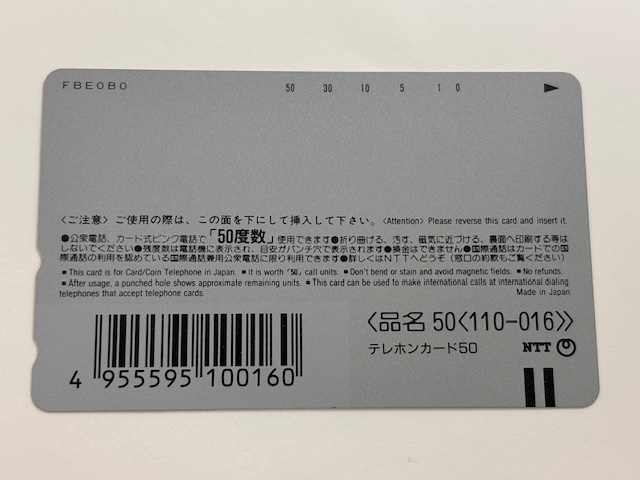 FBE0B0 50 30 10 5 1 0
〈ご注意〉ご使用の際は、この面を下にして挿入して下さい。〈Attention〉Please reverse this card and insert it.
●公衆電話、カード式ピンク電話で「50度数」使用できます●折り曲げる、汚す、磁気に近づける、裏面へ印刷する等は
しないでください●残度数は電話機に表示され、目安がパンチ穴で表示されます●換金はできません●国際通話はカードでの国
際通話の利用を認めている国際通話兼用公衆電話に限り利用できます●詳しくはNTTへどうぞ(窓口の約款もご覧ください)
■This card is for Card/Coin Telephone in Japan. ■It is worth「50」call units. ■Don't bend or stain and avoid magnetic fields. ■No refunds.
■After usage, a punched hole shows approximate remaining units. ■This card can be used to make international calls at international dialing
telephones that accept telephone cards. Made in Japan
〈品名 50〈110-016〉〉
テレホンカード50 NTT
4 955595 100160